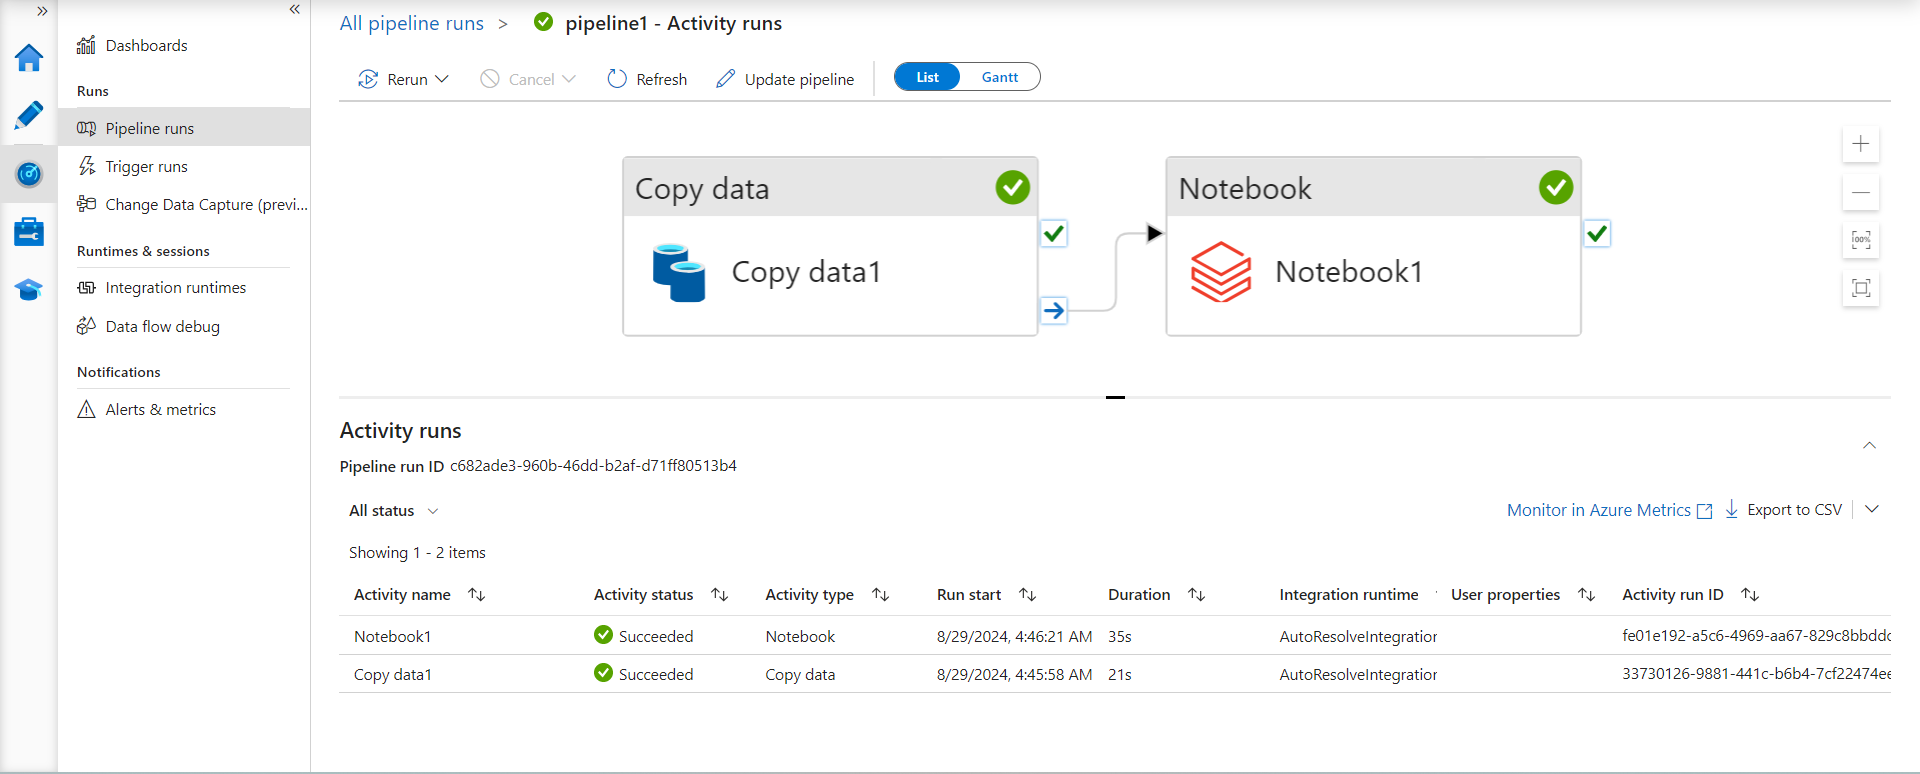 All pipeline runs > pipeline1 - Activity runs
Rerun Cancel Refresh Update pipeline List Gantt
Dashboards
Runs
Pipeline runs
Trigger runs
Change Data Capture (previ...
Runtimes & sessions
Integration runtimes
Data flow debug
Notifications
Alerts & metrics
Copy data
Copy data1
Notebook
Notebook1
100%
Activity runs
Pipeline run ID c682ade3-960b-46dd-b2af-d71ff80513b4
All status
Monitor in Azure Metrics Export to CSV
Showing 1 - 2 items
Activity name Activity status Activity type Run start Duration Integration runtime User properties Activity run ID
Notebook1 Succeeded Notebook 8/29/2024, 4:46:21 AM 35s AutoResolveIntegration fe01e192-a5c6-4969-aa67-829c8bbddc
Copy data1 Succeeded Copy data 8/29/2024, 4:45:58 AM 21s AutoResolveIntegration 33730126-9881-441c-b6b4-7cf22474ee